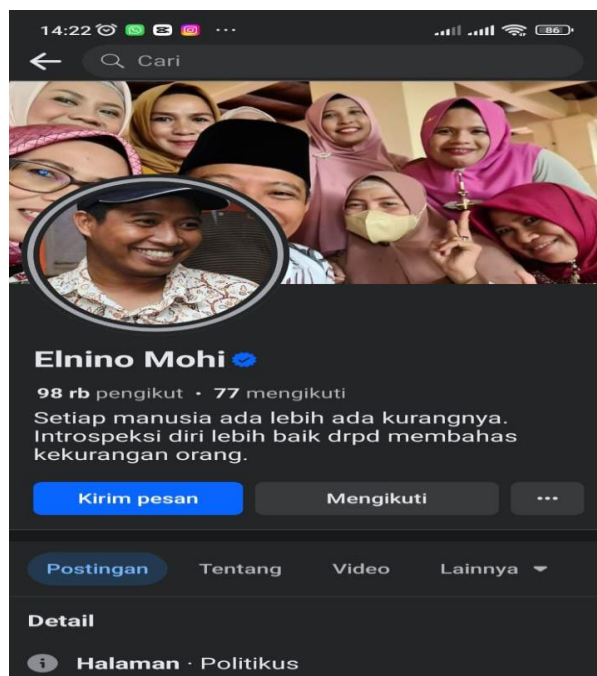 14:22
86
Cari
Elnino Mohi
98 rb pengikut · 77 mengikuti
Setiap manusia ada lebih ada kurangnya.
Introspeksi diri lebih baik drpd membahas
kekurangan orang.
Kirim pesan Mengikuti ...
Postingan Tentang Video Lainnya
Detail
Halaman · Politikus